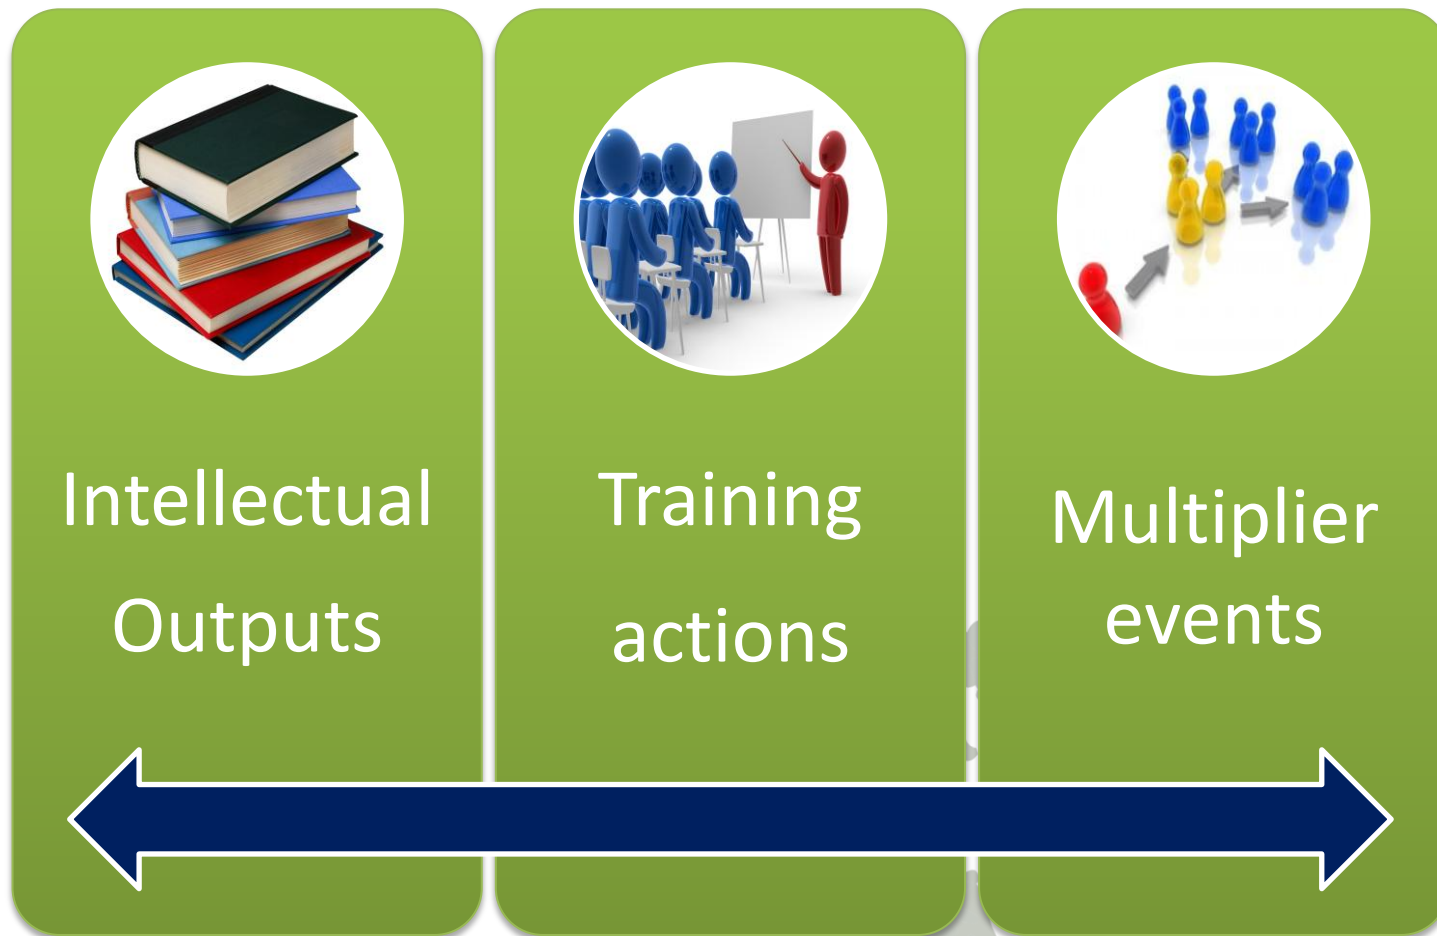 Intellectual
Outputs
Training
actions
Multiplier
events